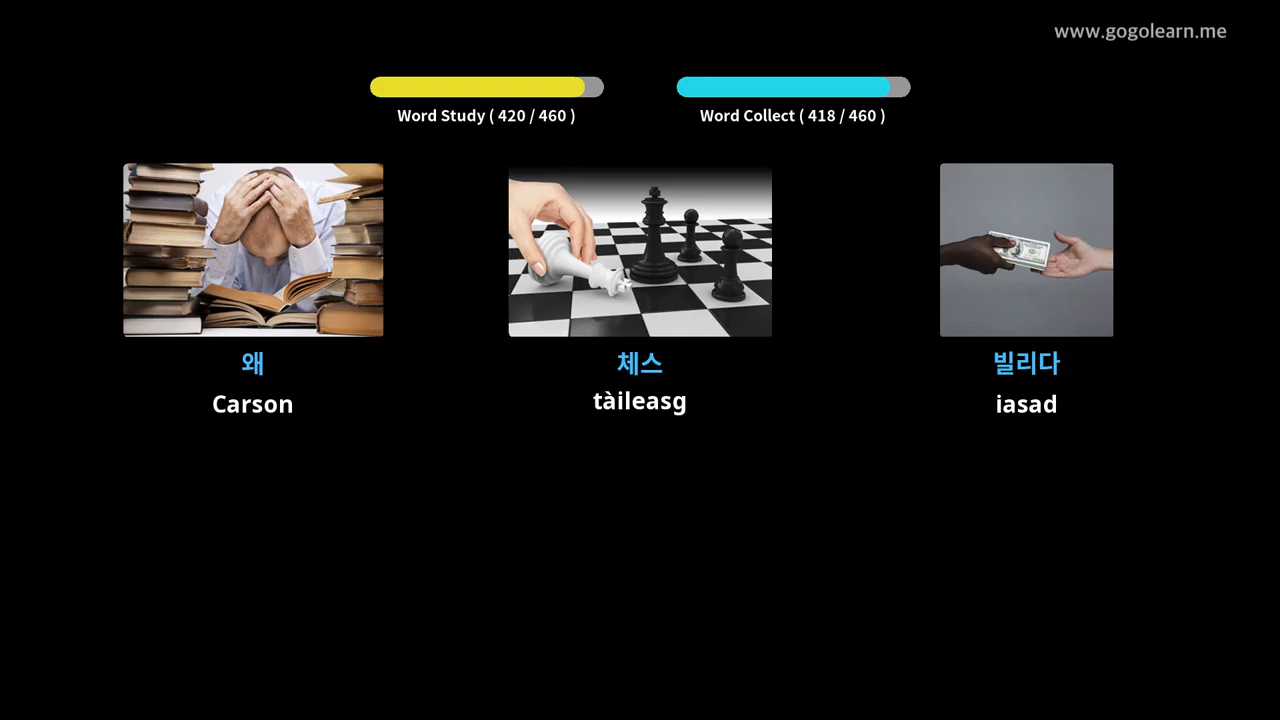 www.gogolearn.me
Word Study ( 420 / 460 )
Word Collect ( 418 / 460 )
왜
체스
빌리다
Carson
tàileasg
iasad